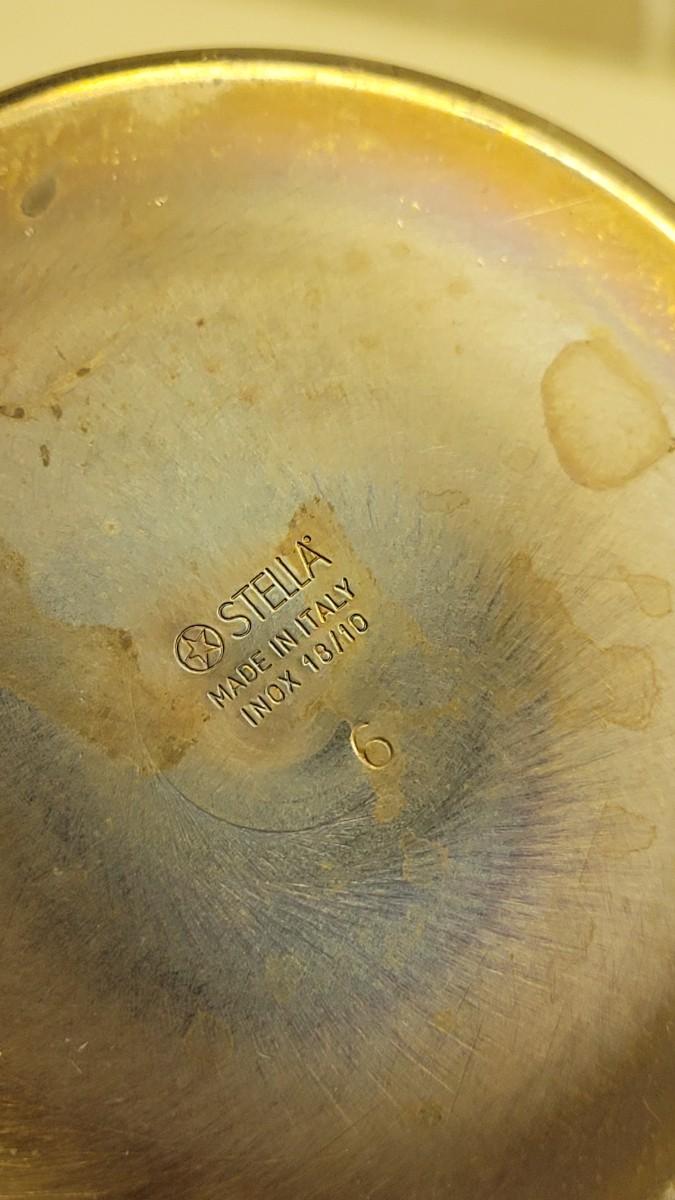 STELLA
MADE IN ITALY
INOX 18/10
6